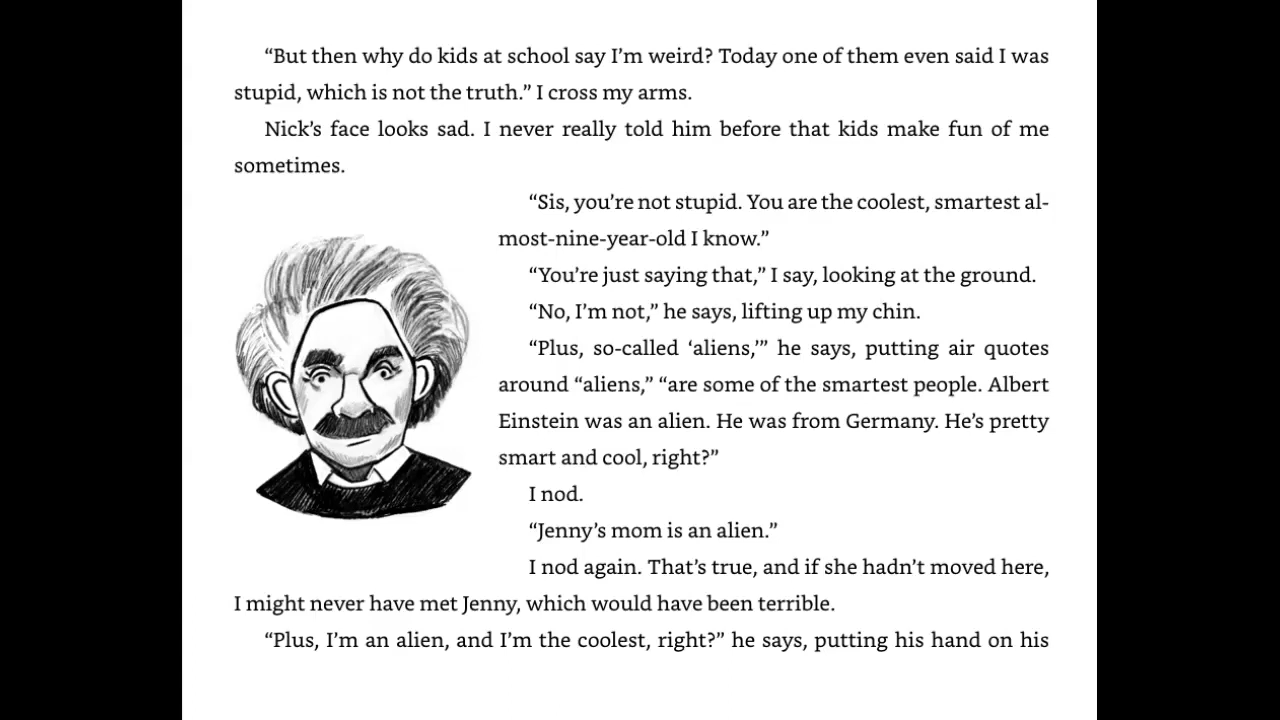 “But then why do kids at school say I’m weird? Today one of them even said I was
stupid, which is not the truth.” I cross my arms.
Nick’s face looks sad. I never really told him before that kids make fun of me
sometimes.
“Sis, you’re not stupid. You are the coolest, smartest al-
most-nine-year-old I know.”
“You’re just saying that,” I say, looking at the ground.
“No, I’m not,” he says, lifting up my chin.
“Plus, so-called ‘aliens,’” he says, putting air quotes
around “aliens,” “are some of the smartest people. Albert
Einstein was an alien. He was from Germany. He’s pretty
smart and cool, right?”
I nod.
“Jenny’s mom is an alien.”
I nod again. That’s true, and if she hadn’t moved here,
I might never have met Jenny, which would have been terrible.
“Plus, I’m an alien, and I’m the coolest, right?” he says, putting his hand on his